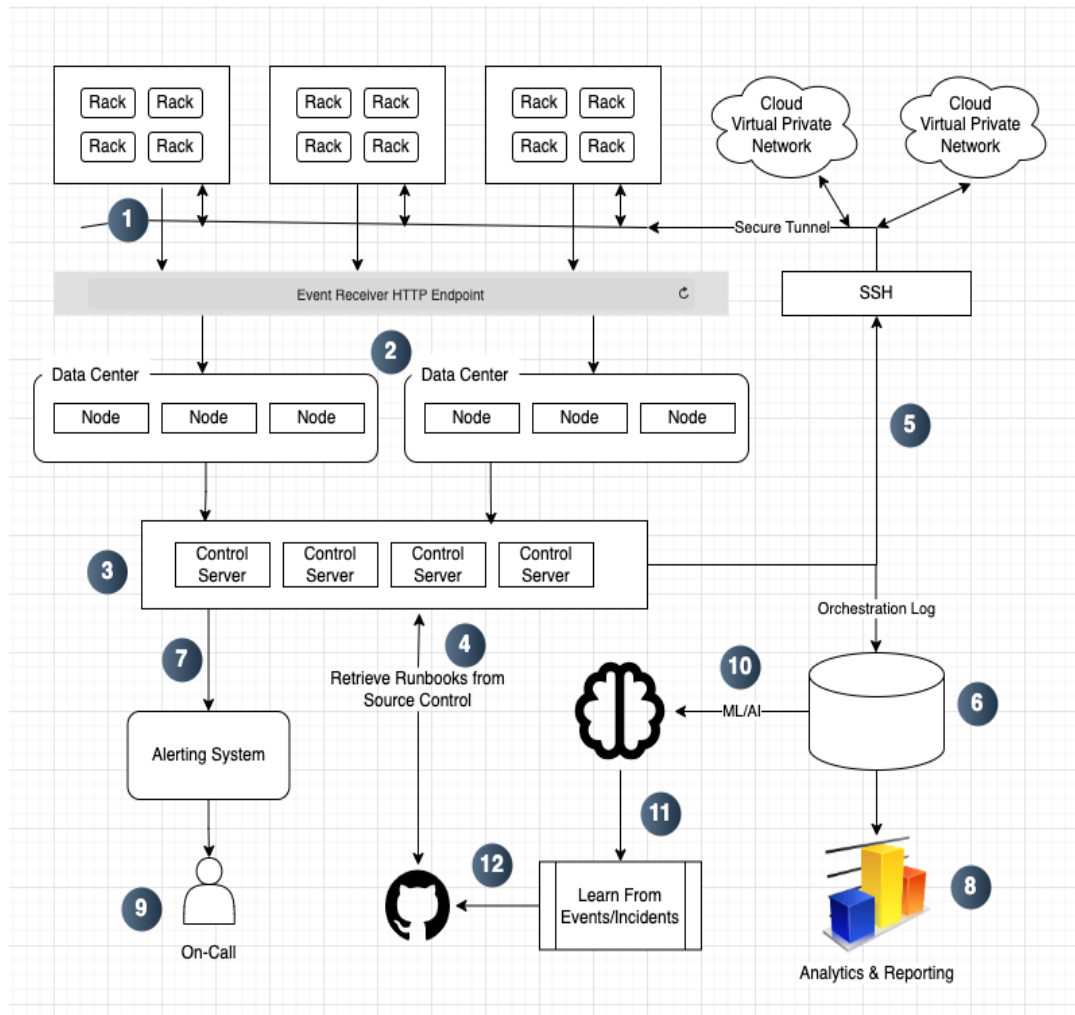 Rack Rack
Rack Rack
Rack Rack
Rack Rack
Rack Rack
Rack Rack
Cloud
Virtual Private
Network
Cloud
Virtual Private
Network
1
Secure Tunnel
Event Receiver HTTP Endpoint
SSH
2
Data Center
Node Node Node
Data Center
Node Node Node
5
3
Control
Server
Control
Server
Control
Server
Control
Server
Orchestration Log
7
4
Retrieve Runbooks from
Source Control
10
ML/AI
6
Alerting System
11
12
Learn From
Events/Incidents
8
9
On-Call
Analytics & Reporting